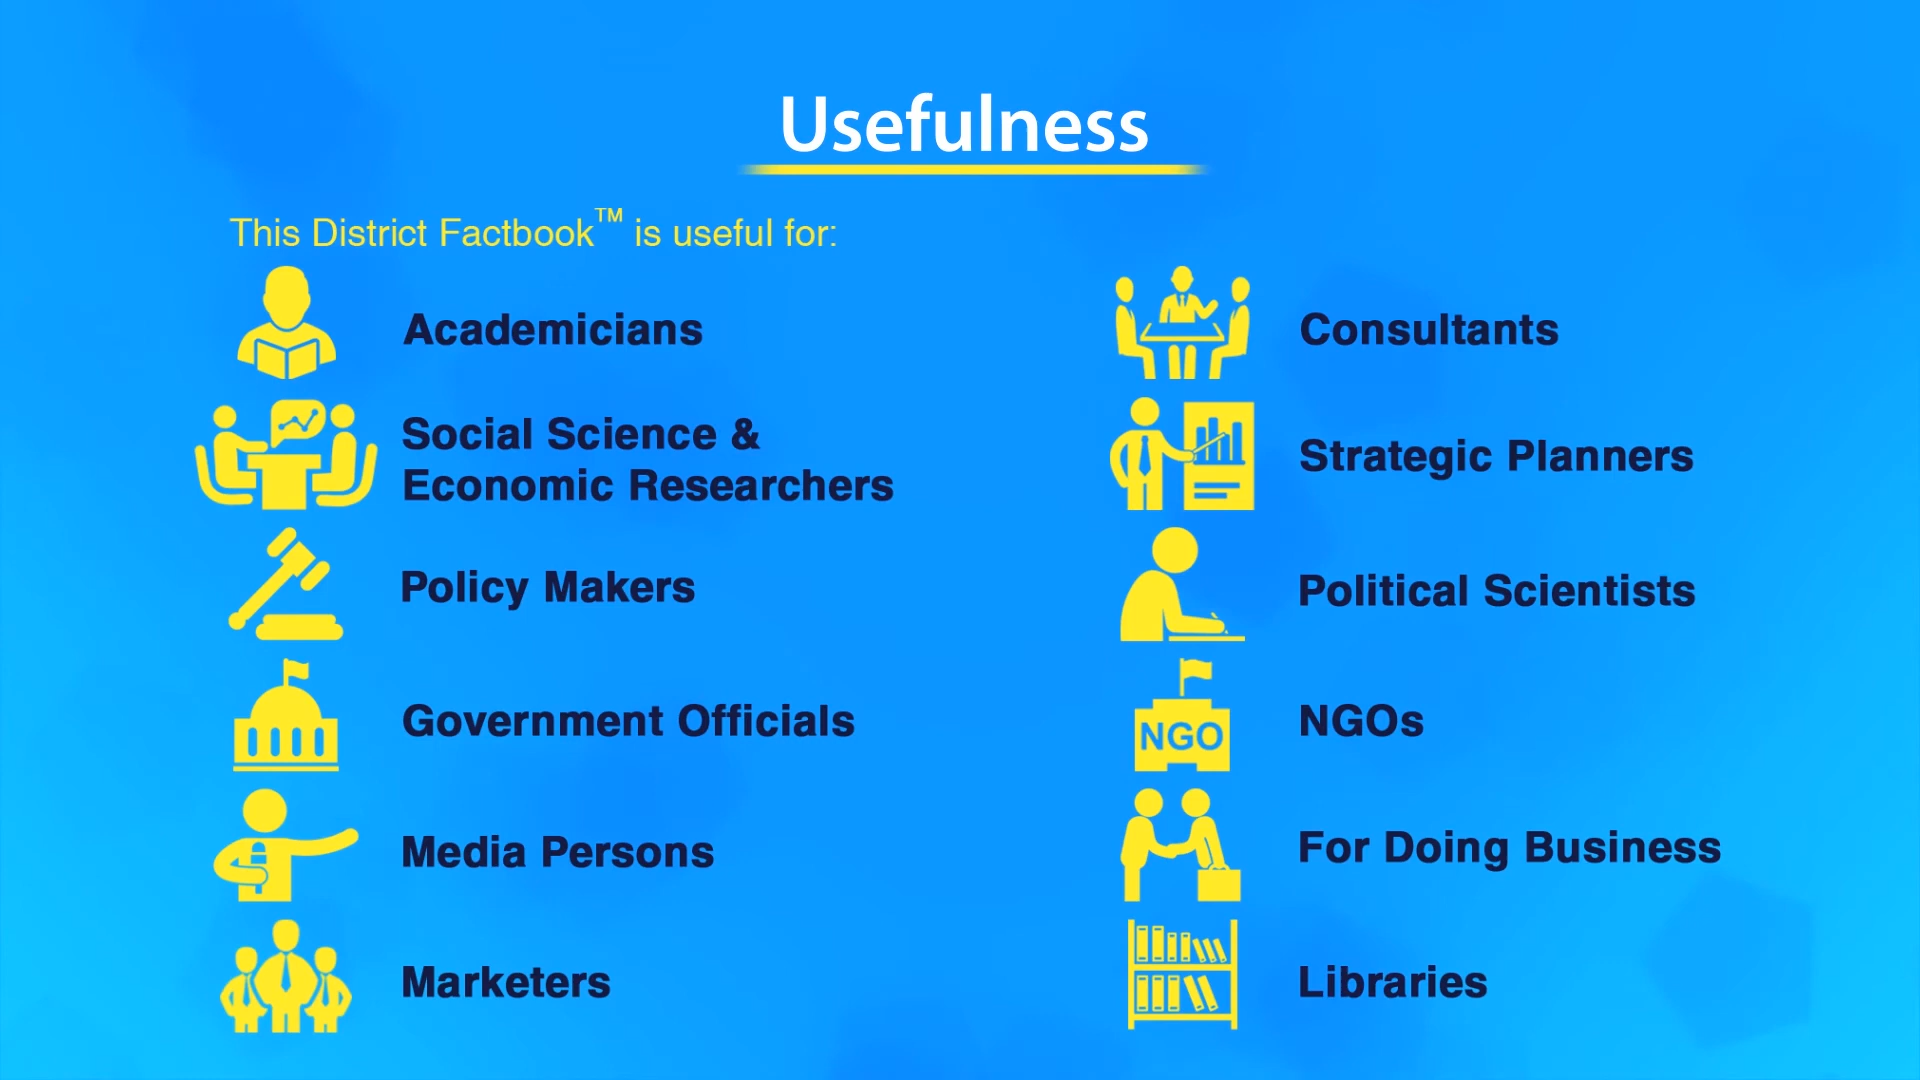 Usefulness
This District Factbook™ is useful for:
Academicians
Social Science &
Economic Researchers
Policy Makers
Government Officials
Media Persons
Marketers
Consultants
Strategic Planners
Political Scientists
NGO
NGOs
For Doing Business
Libraries